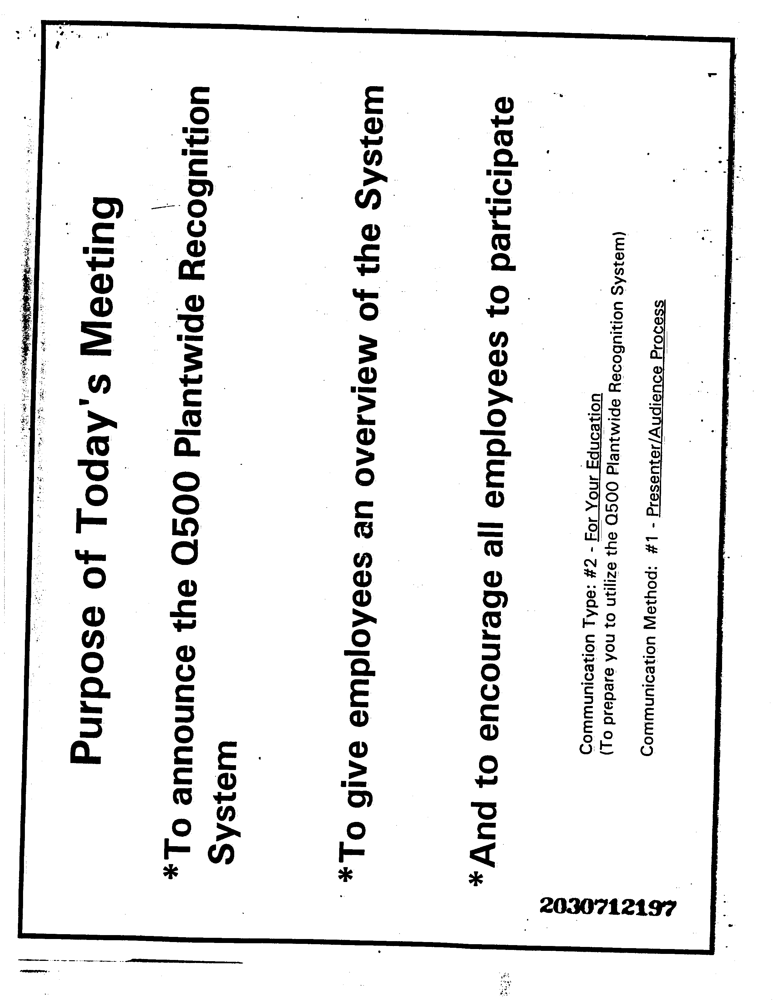 Purpose of Today's Meeting
*To announce the Q500 Plantwide Recognition
System
*To give employees an overview of the System
*And to encourage all employees to participate
Communication Type: #2 - For Your Education
(To prepare you to utilize the Q500 Plantwide Recognition System)
Communication Method: #1 - Presenter/Audience Process
1
2030712197